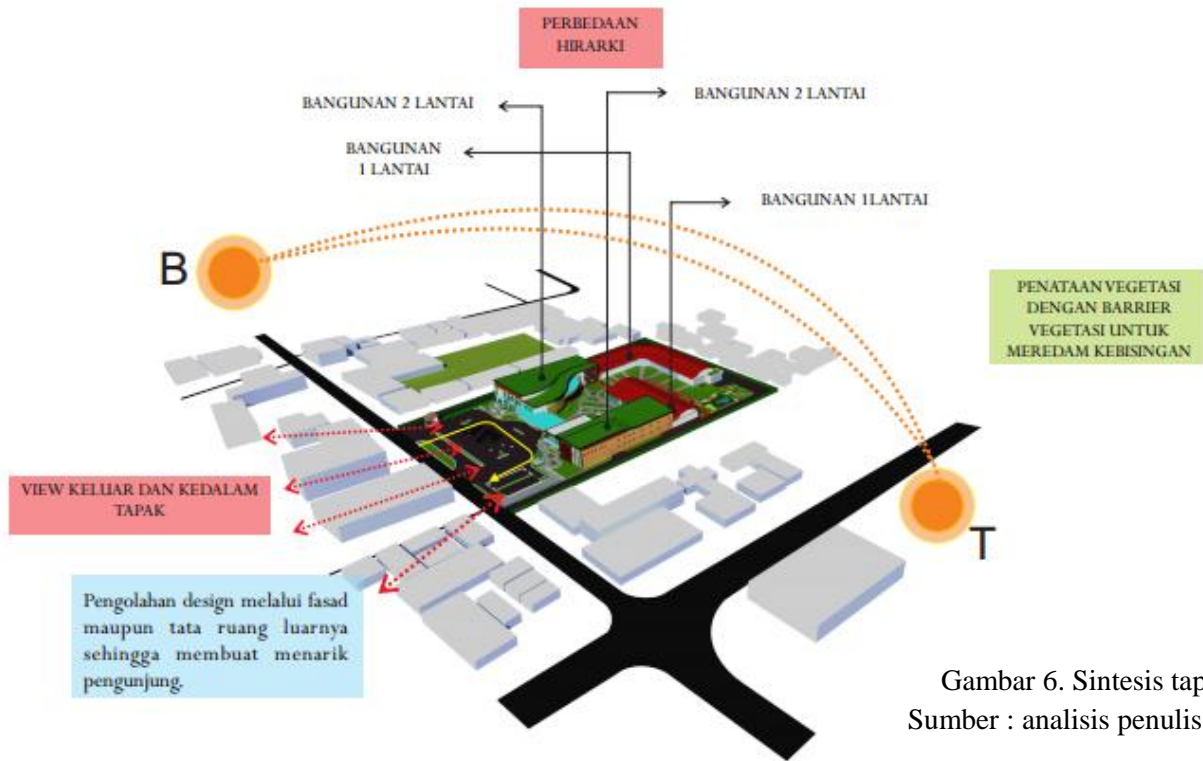 PERBEDAAN
HIRARKI
BANGUNAN 2 LANTAI
BANGUNAN 2 LANTAI
BANGUNAN
1 LANTAI
BANGUNAN 1LANTAI
B
PENATAAN VEGETASI
DENGAN BARRIER
VEGETASI UNTUK
MEREDAM KEBISINGAN
VIEW KELUAR DAN KEDALAM
TAPAK
T
Pengolahan design melalui fasad
maupun tata ruang luarnya
sehingga membuat menarik
pengunjung.
Gambar 6. Sintesis tap
Sumber : analisis penulis